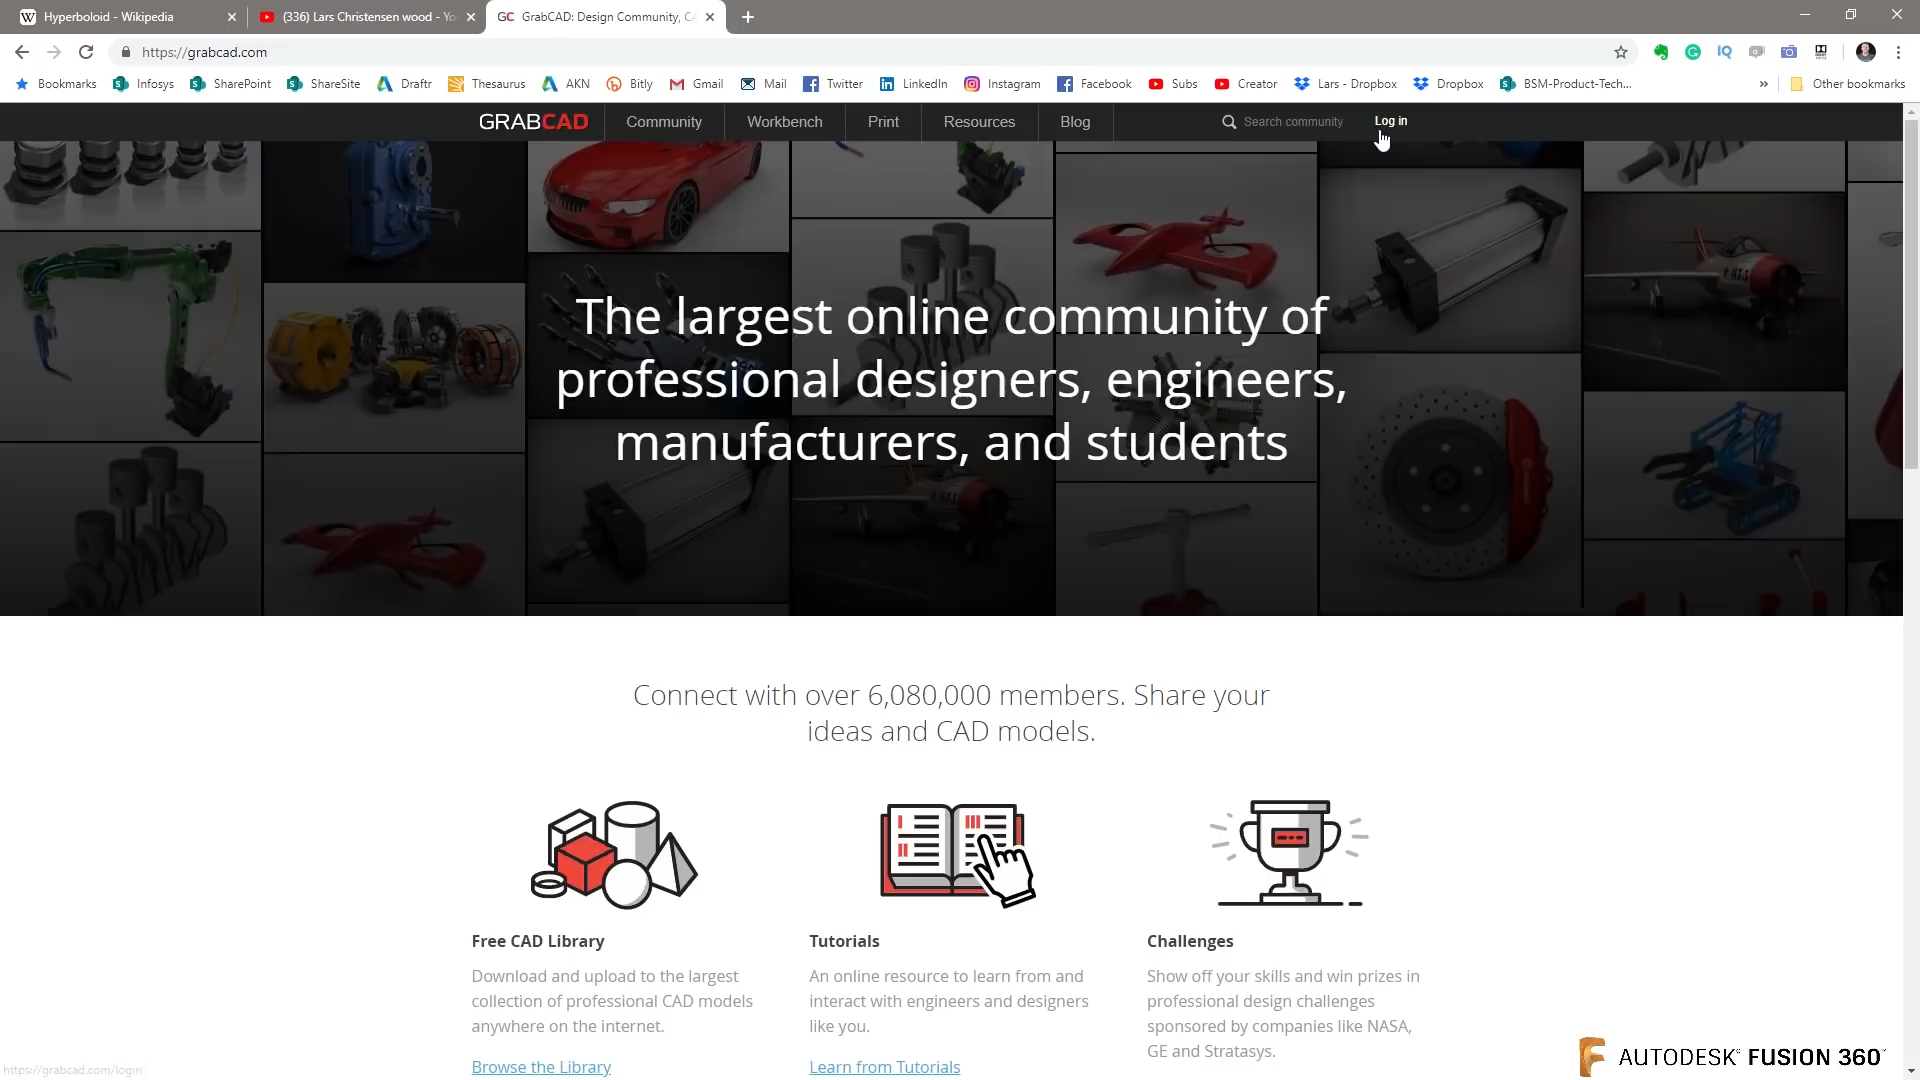 Hyperboloid - Wikipedia
(336) Lars Christensen wood - Yo
GC GrabCAD: Design Community, CA
https://grabcad.com
Bookmarks Infosys SharePoint ShareSite Draftr Thesaurus AKN Bitly Gmail Mail Twitter LinkedIn Instagram Facebook Subs Creator Lars - Dropbox Dropbox BSM-Product-Tech... » Other bookmarks
GRABCAD Community Workbench Print Resources Blog Search community Log in
The largest online community of
professional designers, engineers,
manufacturers, and students
Connect with over 6,080,000 members. Share your
ideas and CAD models.
Free CAD Library
Download and upload to the largest
collection of professional CAD models
anywhere on the internet.
Browse the Library
Tutorials
An online resource to learn from and
interact with engineers and designers
like you.
Learn from Tutorials
Challenges
Show off your skills and win prizes in
professional design challenges
sponsored by companies like NASA,
GE and Stratasys.
https://grabcad.com/login
AUTODESK® FUSION 360®